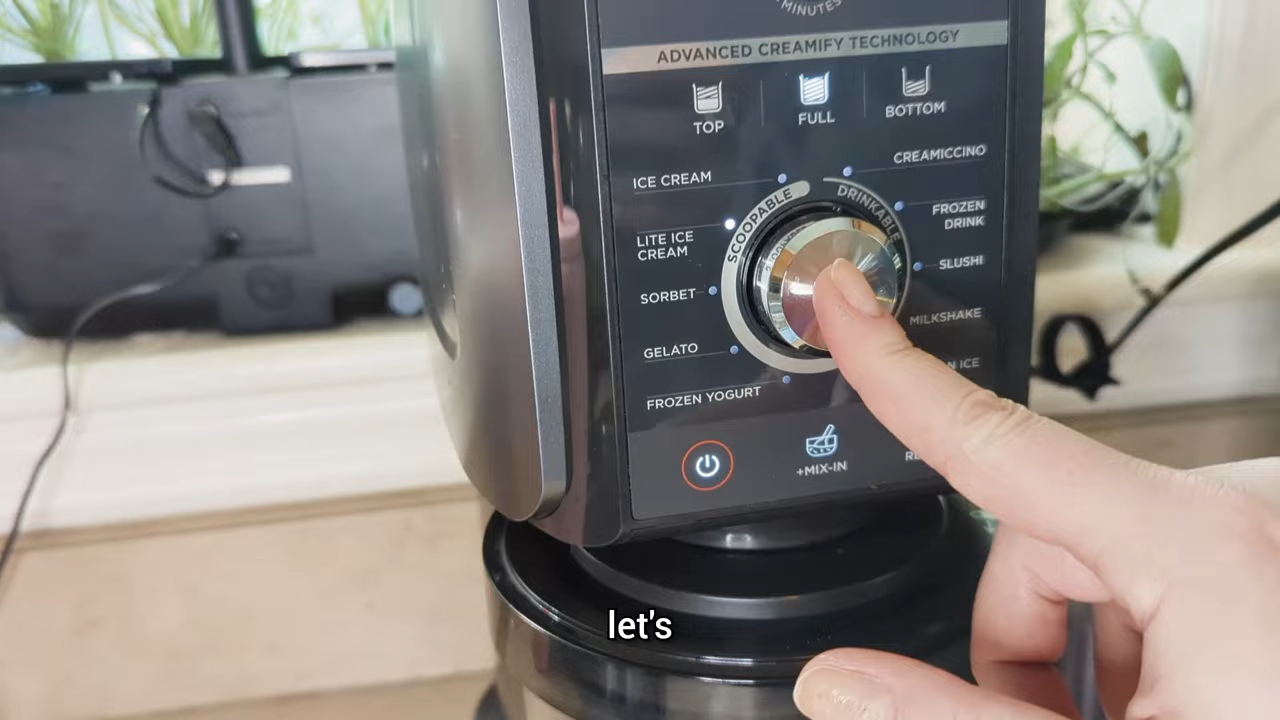 MINUTES
ADVANCED CREAMIFY TECHNOLOGY
TOP
FULL
BOTTOM
ICE CREAM
CREAMICCINO
SCOOPABLE
DRINKABLE
LITE ICE
CREAM
FROZEN
DRINK
SORBET
SLUSHI
GELATO
MILKSHAKE
ICE
FROZEN YOGURT
+MIX-IN
let's